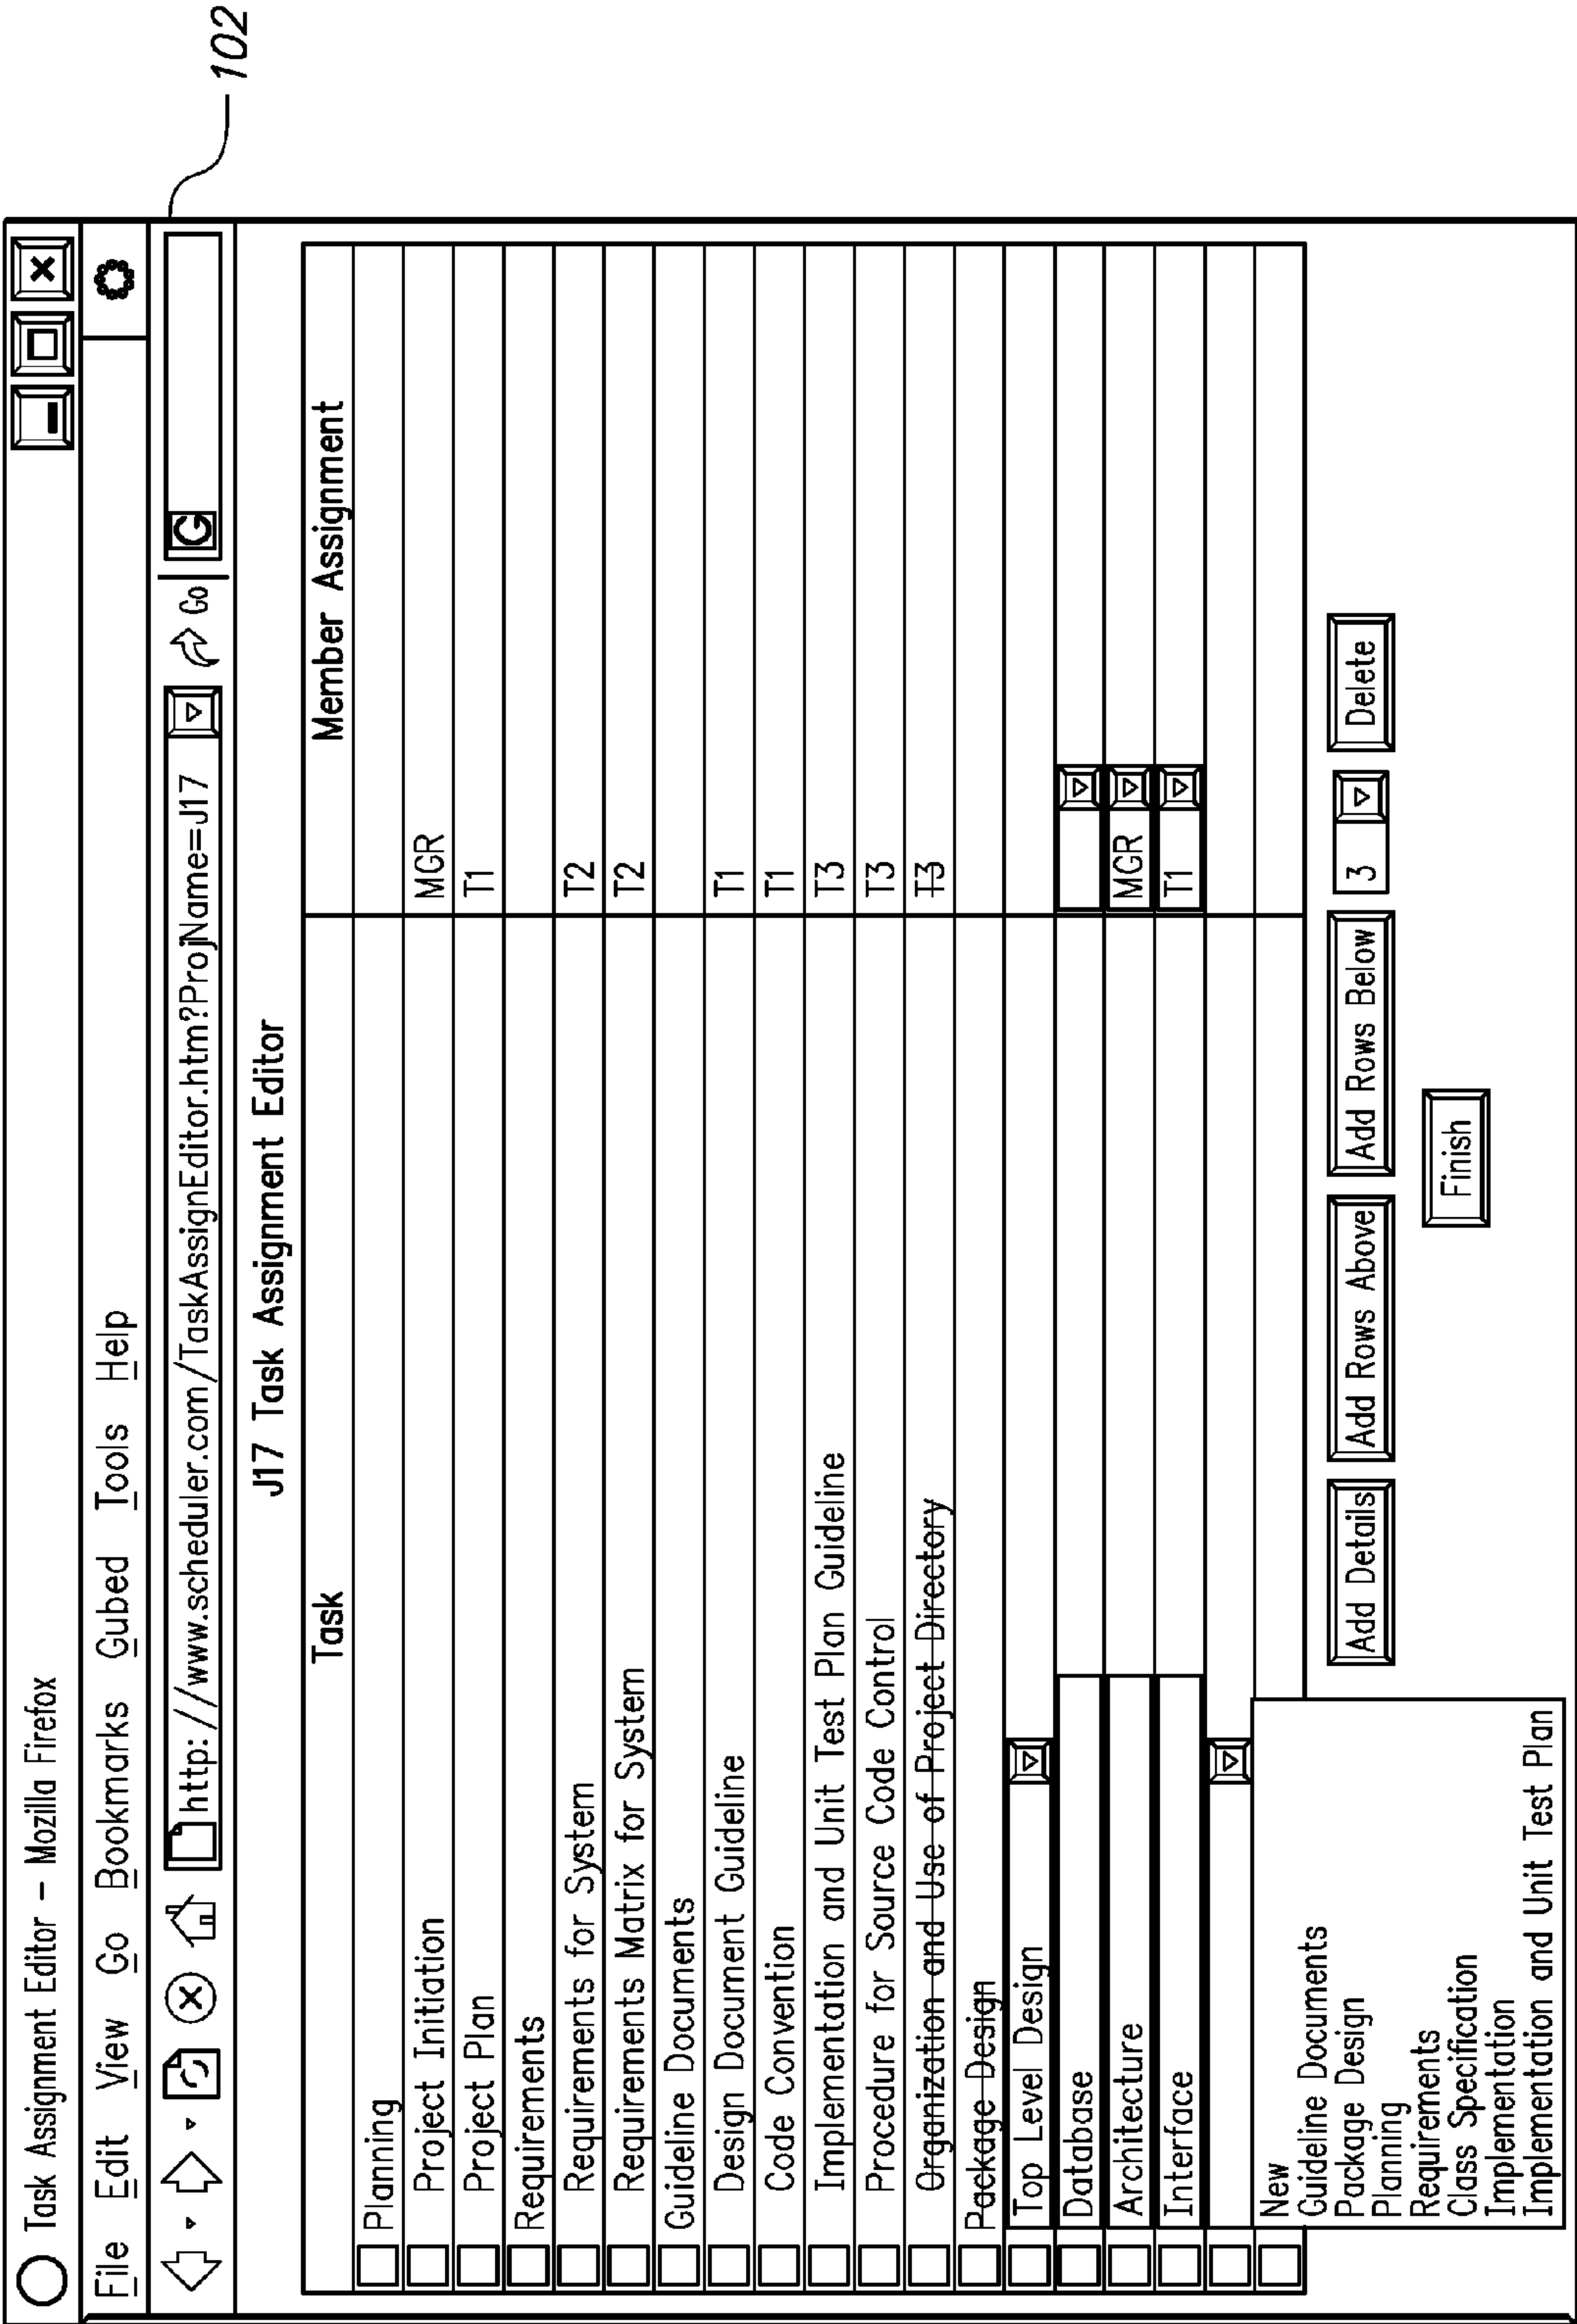 102
Task Assignment Editor – Mozilla Firefox
File Edit View Go Bookmarks Gubed Tools Help
http://www.scheduler.com/TaskAssignEditor.htm?ProjName=J17 Go G
J17 Task Assignment Editor
Task Member Assignment
Planning
Project Initiation MGR
Project Plan T1
Requirements
Requirements for System T2
Requirements Matrix for System T2
Guideline Documents
Design Document Guideline T1
Code Convention T1
Implementation and Unit Test Plan Guideline T3
Procedure for Source Code Control T3
Organization and Use of Project Directory T3
Package Design
Top Level Design
Database
Architecture MGR
Interface T1
New
Guideline Documents
Package Design
Planning
Requirements
Class Specification
Implementation
Implementation and Unit Test Plan
Add Details Add Rows Above Add Rows Below 3 Delete
Finish